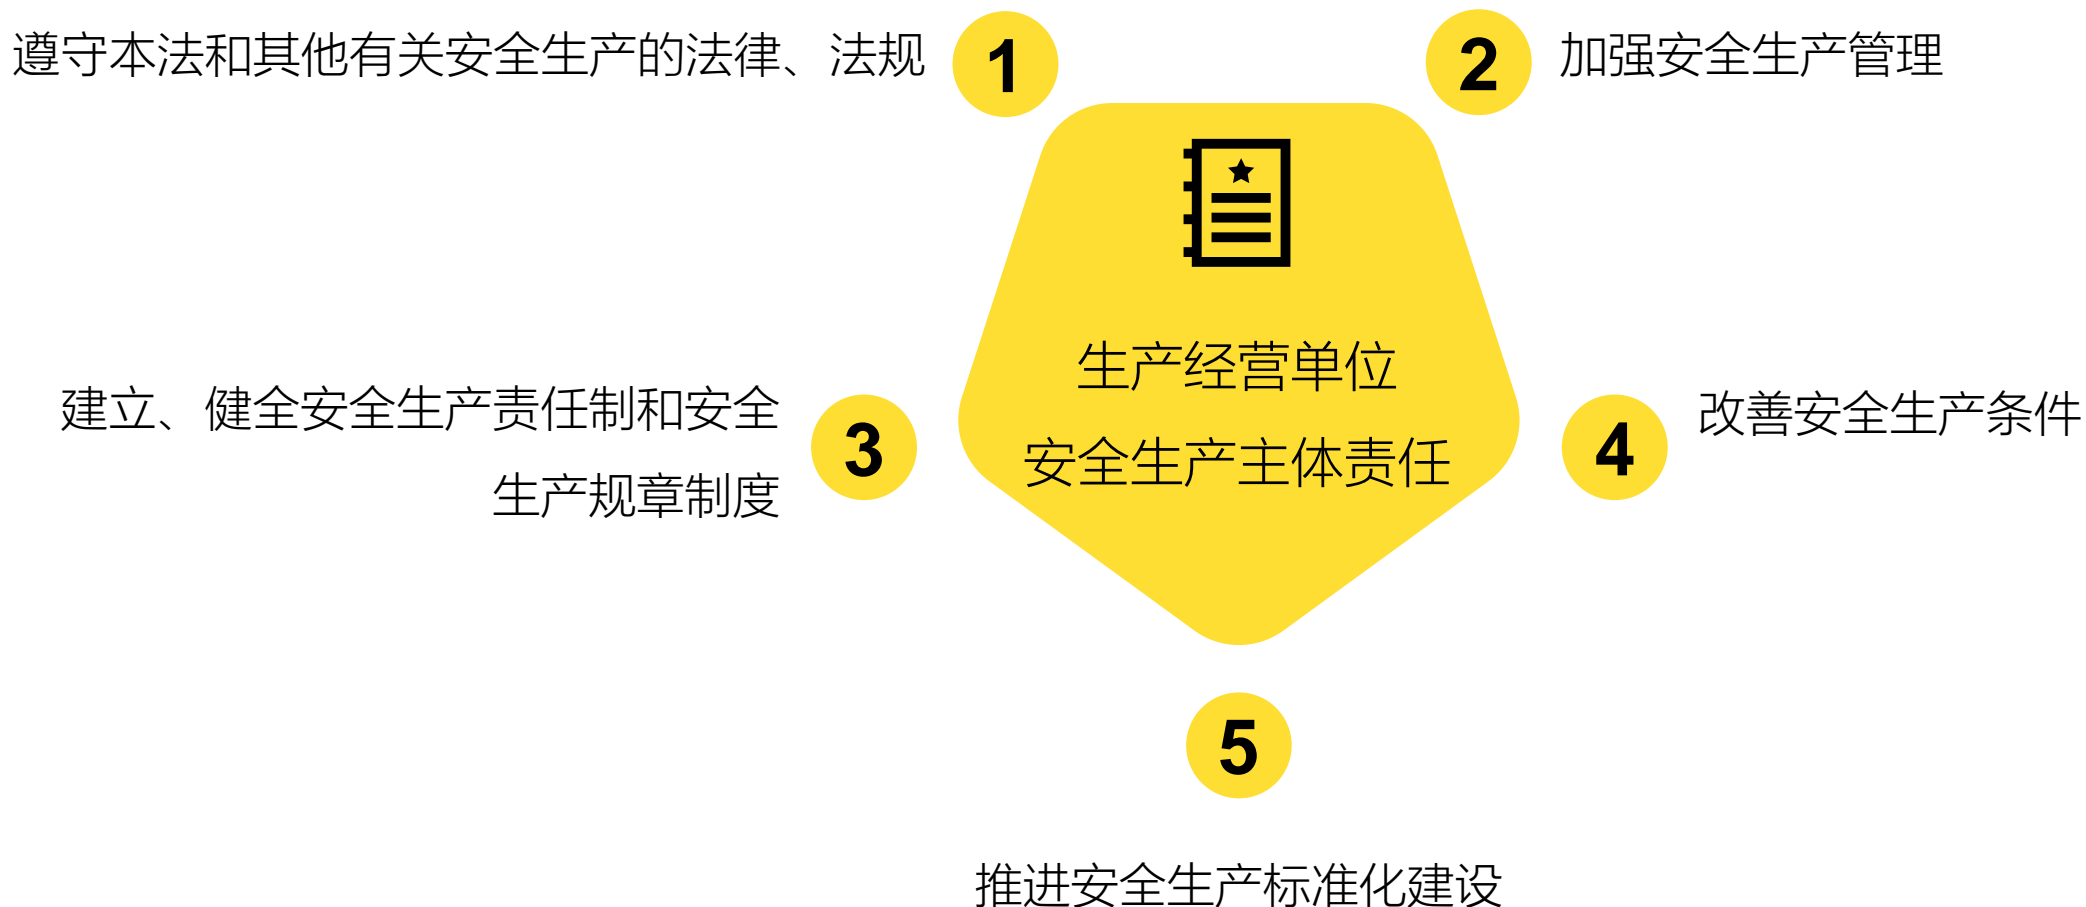 遵守本法和其他有关安全生产的法律、法规
1
2
加强安全生产管理
生产经营单位
安全生产主体责任
建立、健全安全生产责任制和安全
生产规章制度
3
4
改善安全生产条件
5
推进安全生产标准化建设